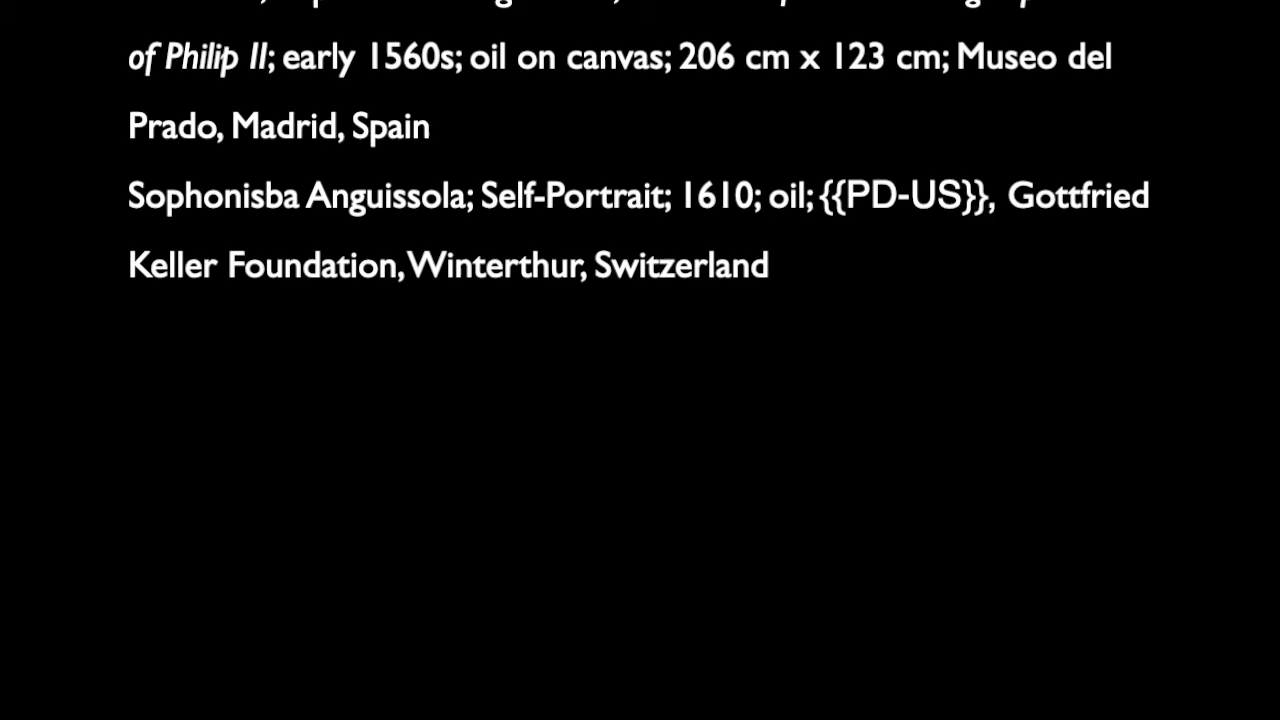 of Philip II; early 1560s; oil on canvas; 206 cm x 123 cm; Museo del
Prado, Madrid, Spain
Sophonisba Anguissola; Self-Portrait; 1610; oil; {{PD-US}}, Gottfried
Keller Foundation, Winterthur, Switzerland